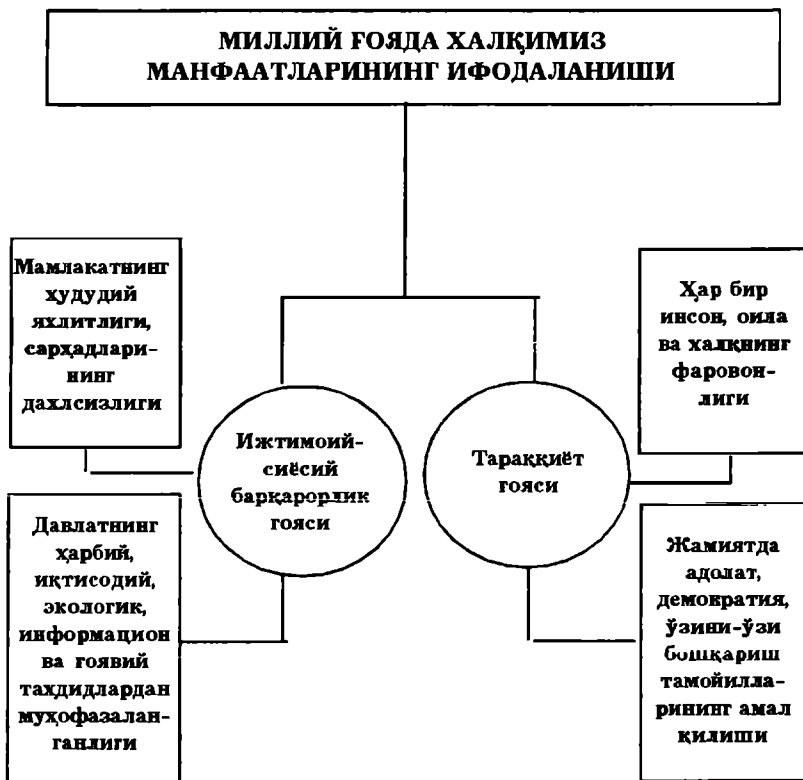 МИЛЛИЙ ҒОЯДА ХАЛҚИМИЗ
МАНФААТЛАРИНИНГ ИФОДАЛАНИШИ
Мамлакатнинг
ҳудудий
яхлитлиги,
сарҳадлари-
нинг
дахлсизлиги
Ҳар бир
инсон, оила
ва халқнинг
фаровон-
лиги
Ижтимоий-
сиёсий
барқарорлик
ғояси
Тараққиёт
ғояси
Давлатнинг
ҳарбий,
иқтисодий,
экологик,
информацион
ва ғоявий
таҳдидлардан
муҳофазалан-
ганлиги
Жамиятда
адолат,
демократия,
ўзини-ўзи
бошқариш
тамойилла-
рининг амал
қилиши